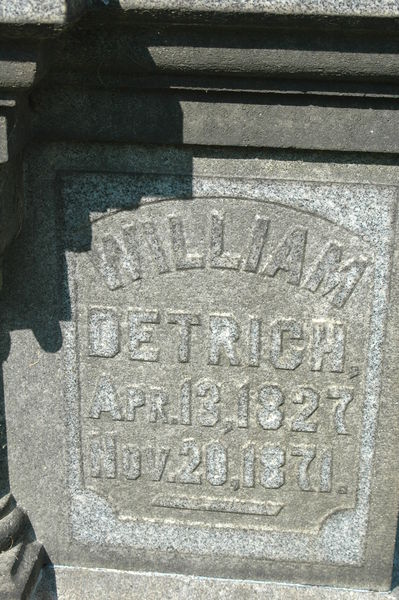 WILLIAM
DETRICH,
APR.13,1827
NOV.20,1871.